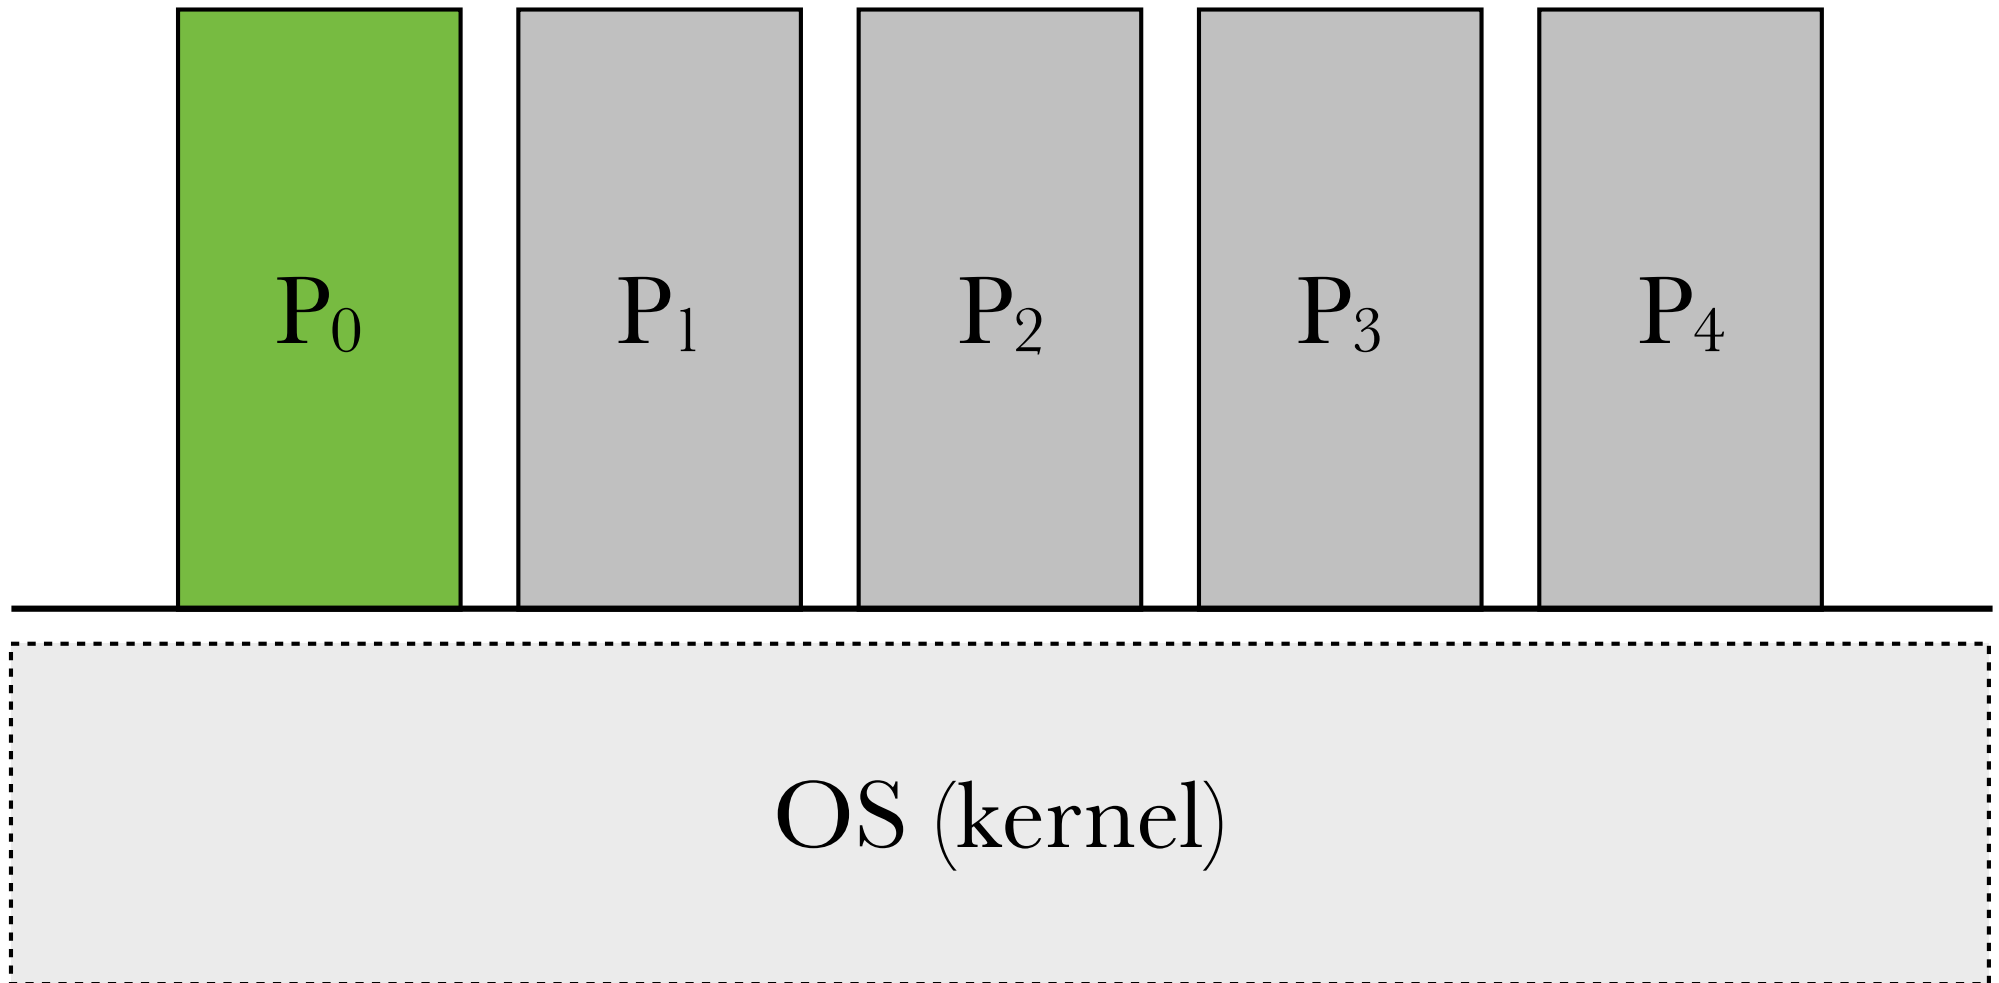 P₀ P₁ P₂ P₃ P₄
OS (kernel)